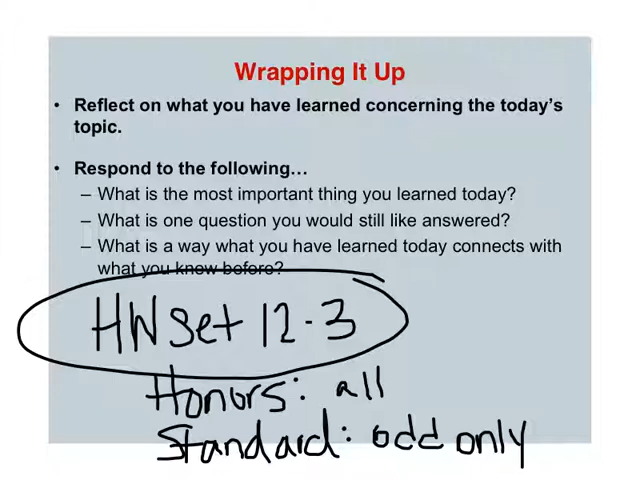 Wrapping It Up
• Reflect on what you have learned concerning the today's
topic.
• Respond to the following…
– What is the most important thing you learned today?
– What is one question you would still like answered?
– What is a way what you have learned today connects with
what you knew before?
HW Set 12-3
Honors: all
Standard: odd only